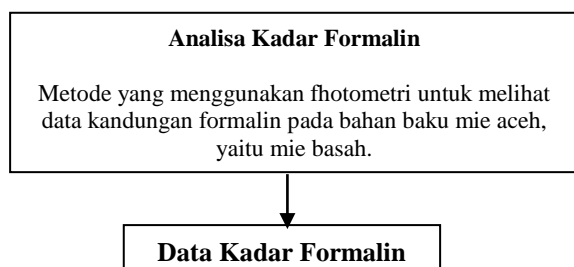 Analisa Kadar Formalin
Metode yang menggunakan fhotometri untuk melihat
data kandungan formalin pada bahan baku mie aceh,
yaitu mie basah.
Data Kadar Formalin